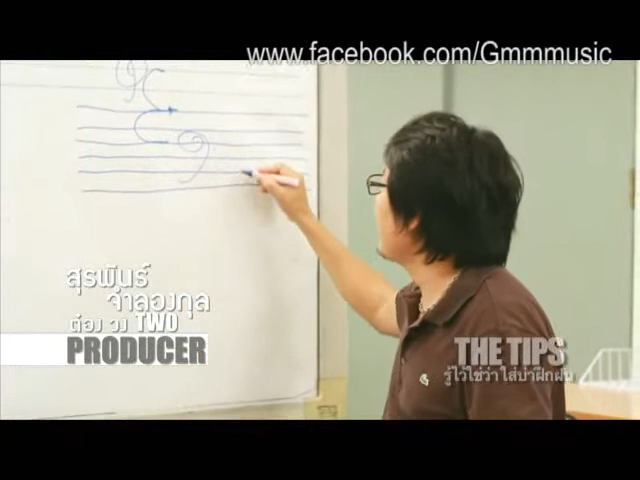 www.facebook.com/Gmmmusic
สุรพันธ์
จำลองกุล
ต๋อง วง TWO
PRODUCER
THE TIPS
รู้ไว้ใช่ว่า ใส่บ่าฝึกฝน